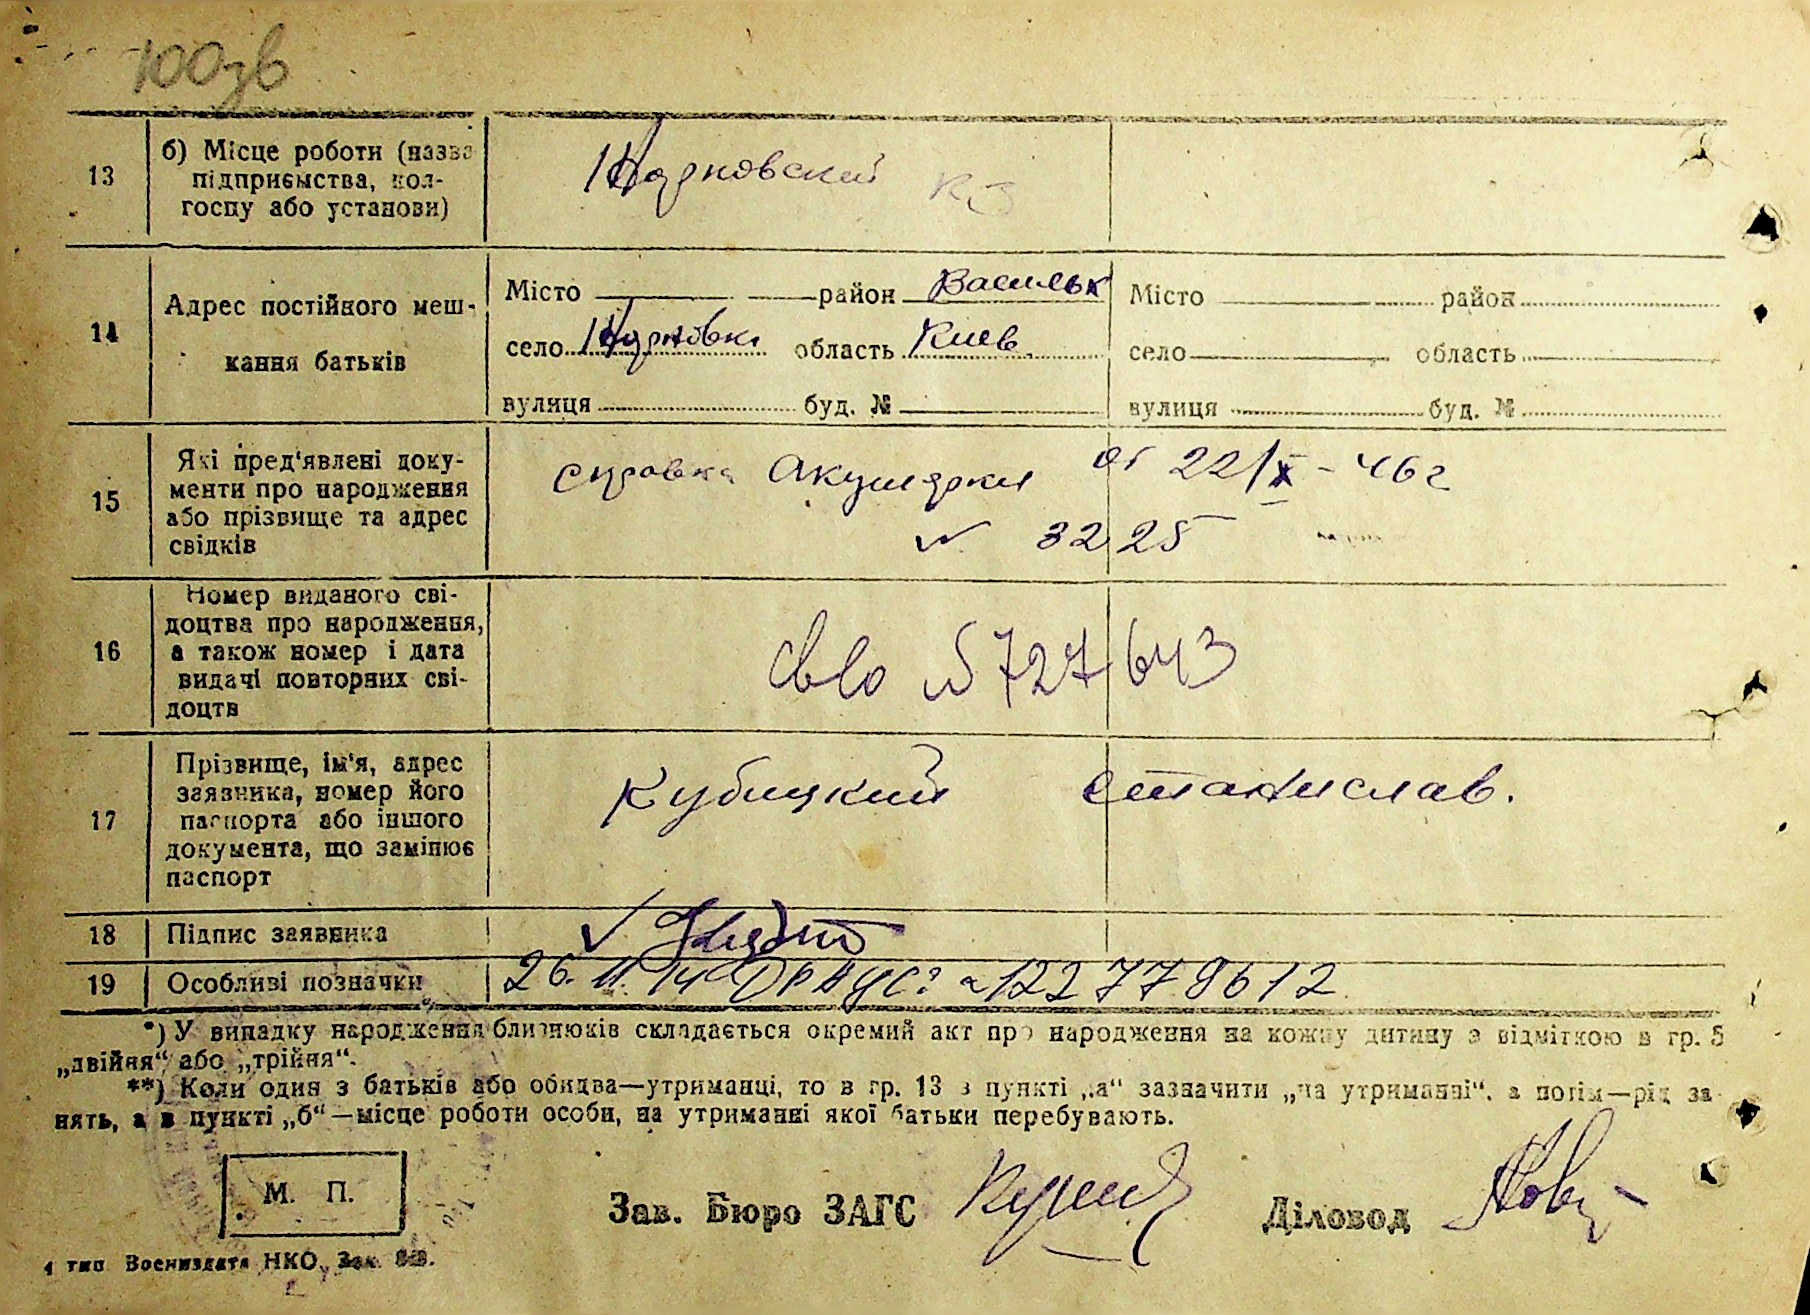 100зв
13 б) Місце роботи (назва
підприємства, кол-
госпу або установи)
кз
14 Адрес постійного меш-
кання батьків
Місто район Васильк Місто район
село область Киев. село область
вулиця буд. № вулиця буд. №
15 Які пред'явлені доку-
менти про народження
або прізвище та адрес
свідків
справка Акушерки от 22/X - 46 г
№ 3225
16 Номер виданого сві-
доцтва про народження,
а також номер і дата
видачі повторних сві-
доцтв
свво № 727643
17 Прізвище, ім'я, адрес
заявника, номер його
паспорта або іншого
документа, що замінює
паспорт
Кубицкий Станислав.
18 Підпис заявника
19 Особливі позначки 26. 11. 14 ДРАЦС: 122779612
*) У випадку народження близнюків складається окремий акт про народження на кожну дитину з відміткою в гр. 5
„двійня“ або „трійня“.
**) Коли один з батьків або обидва—утриманці, то в гр. 13 в пункті „а“ зазначити „на утриманні“, а потім—рід за-
нять, а в пункті „б“—місце роботи особи, на утриманні якої батьки перебувають.
М. П.
Зав. Бюро ЗАГС Діловод
4 тип Воениздата НКО, Зак.